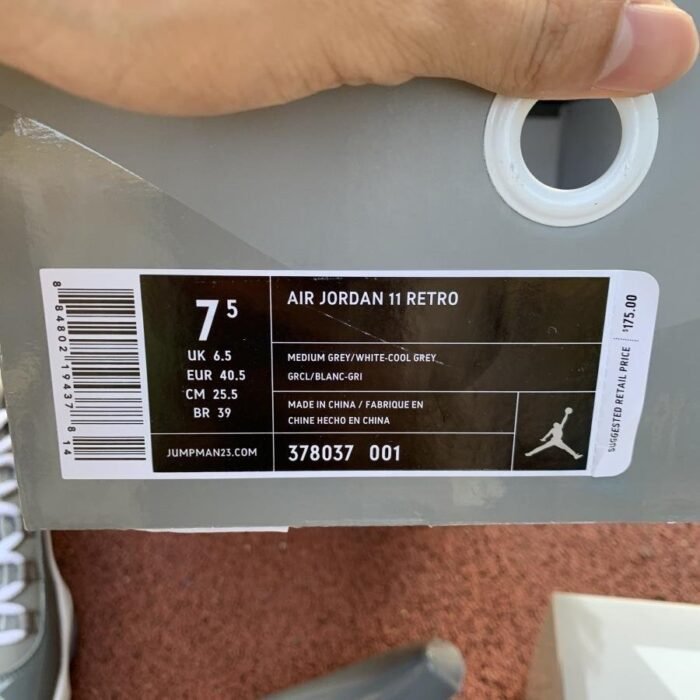 8 84802 19437 8 14
7 5
UK 6.5
EUR 40.5
CM 25.5
BR 39
JUMPMAN23.COM
AIR JORDAN 11 RETRO
MEDIUM GREY/WHITE-COOL GREY
GRCL/BLANC-GRI
MADE IN CHINA / FABRIQUE EN
CHINE HECHO EN CHINA
378037 001
SUGGESTED RETAIL PRICE $175.00